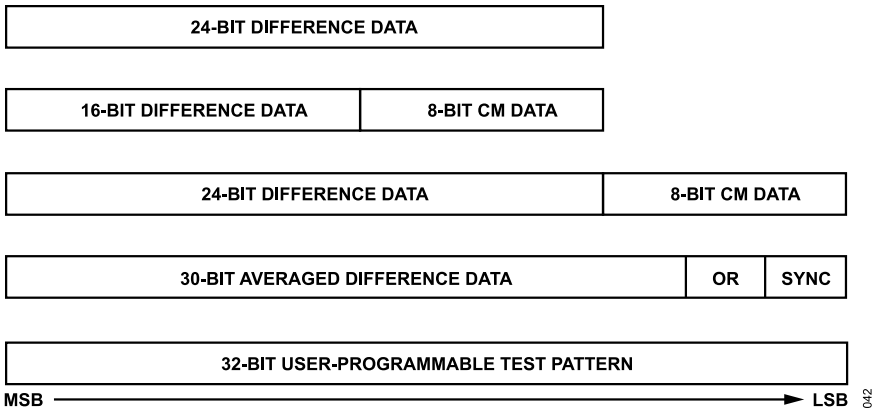 24-BIT DIFFERENCE DATA
16-BIT DIFFERENCE DATA 8-BIT CM DATA
24-BIT DIFFERENCE DATA 8-BIT CM DATA
30-BIT AVERAGED DIFFERENCE DATA OR SYNC
32-BIT USER-PROGRAMMABLE TEST PATTERN
MSB LSB
042